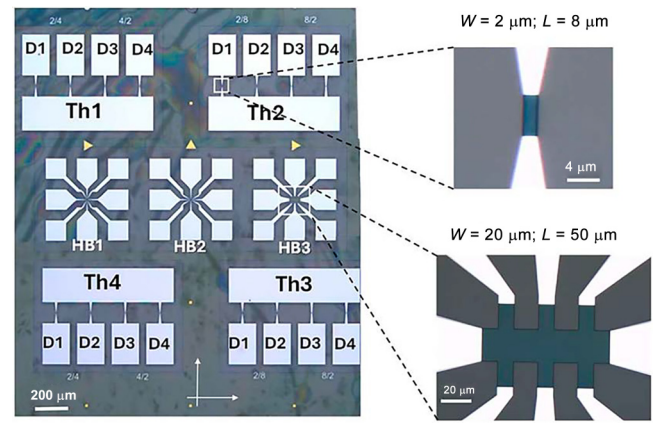 2/4 4/2 2/8 8/2
D1 D2 D3 D4 D1 D2 D3 D4
Th1 Th2
HB1 HB2 HB3
Th4 Th3
D1 D2 D3 D4 D1 D2 D3 D4
2/4 4/2 2/8 8/2
200 μm
W = 2 μm; L = 8 μm
4 μm
W = 20 μm; L = 50 μm
20 μm